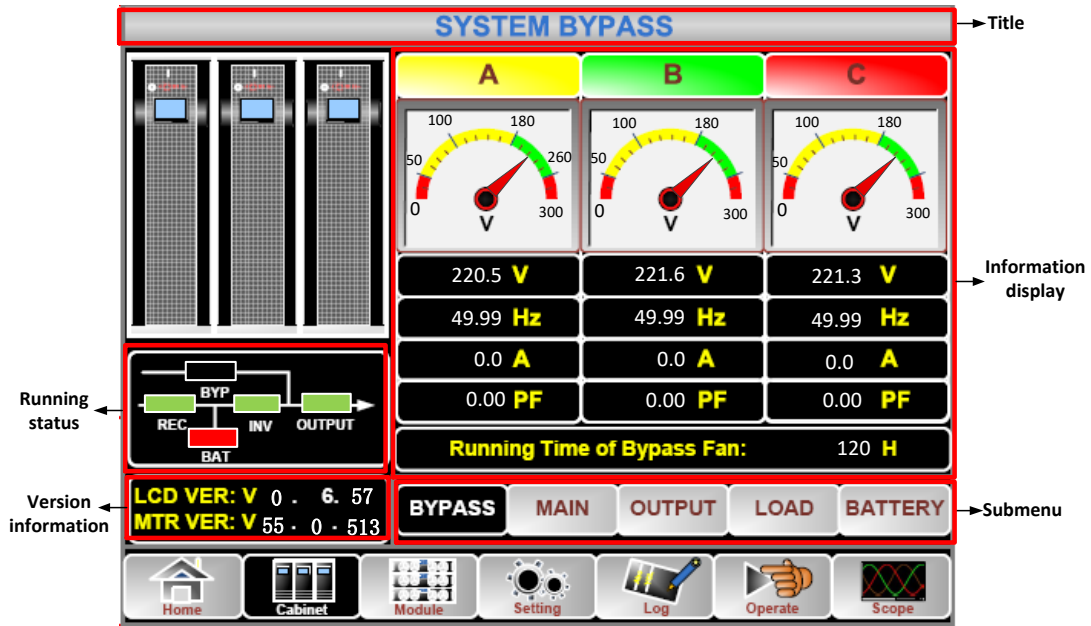 SYSTEM BYPASS
Title
A B C
100 180 100 180 100 180
50 260 50 50
0 300 0 300 0 300
V V V
220.5 V 221.6 V 221.3 V
49.99 Hz 49.99 Hz 49.99 Hz
0.0 A 0.0 A 0.0 A
0.00 PF 0.00 PF 0.00 PF
Running Time of Bypass Fan: 120 H
Information
display
Running
status
BYP
REC INV OUTPUT
BAT
Version
information
LCD VER: V 0 . 6. 57
MTR VER: V 55 . 0 . 513
BYPASS MAIN OUTPUT LOAD BATTERY
Submenu
Home Cabinet Module Setting Log Operate Scope